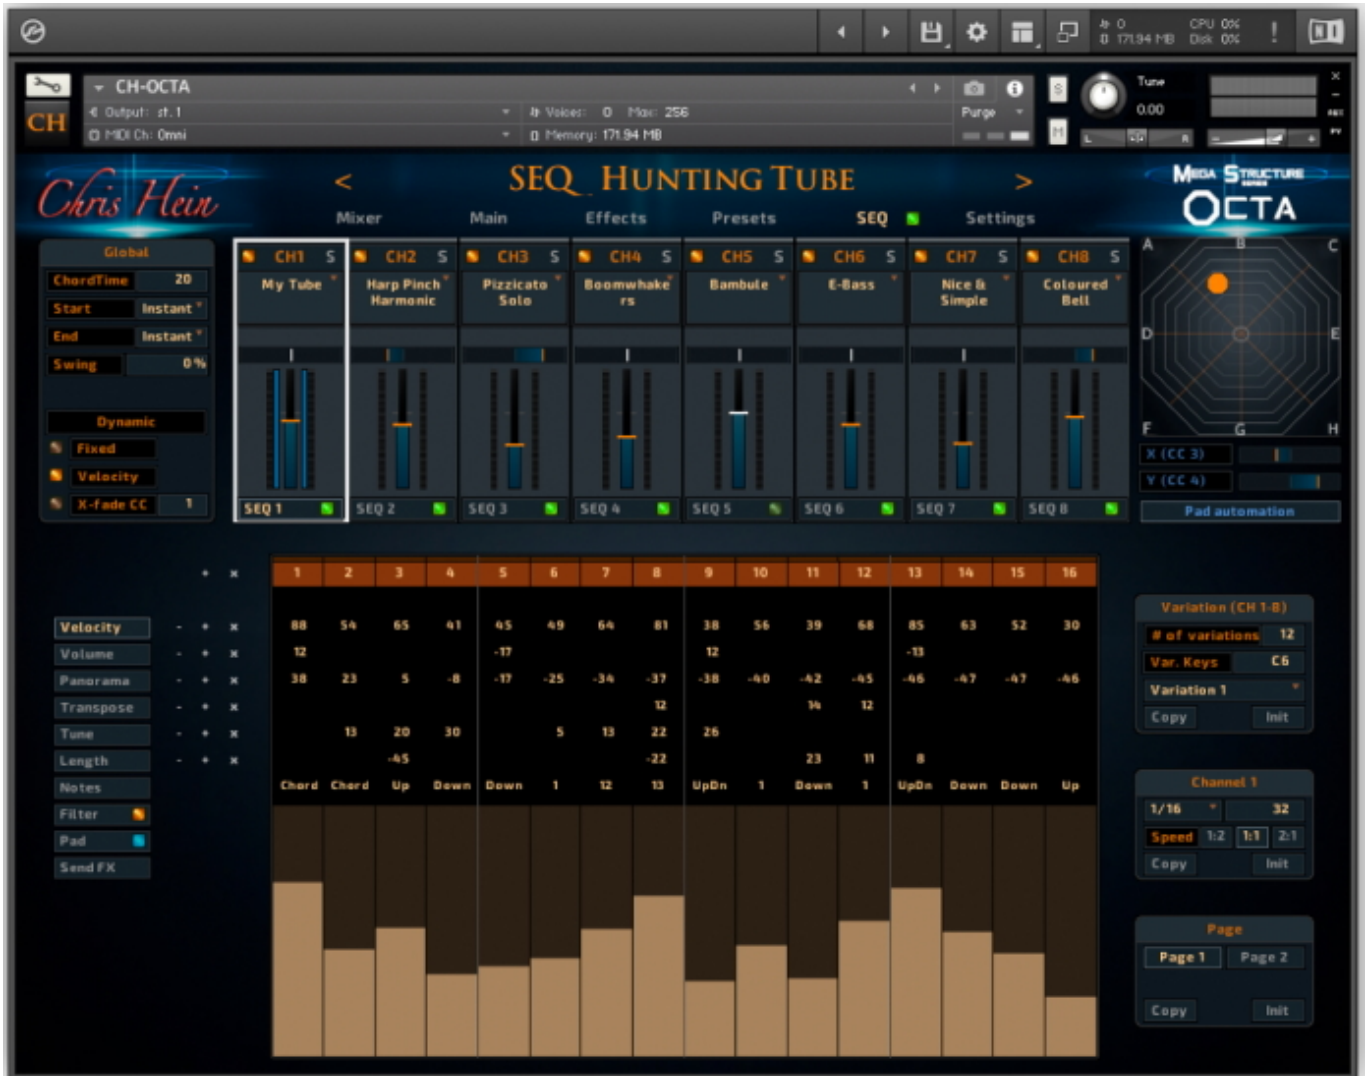 0 CPU 0%
171.94 MB Disk 0% !
CH-OCTA
Output: st.1 Voices: 0 Max: 256 Purge
MIDI Ch: Omni Memory: 171.94 MB
CH
S Tune
0.00
M L R - +
Chris Hein
< SEQ_ HUNTING TUBE >
MEGA STRUCTURE
SERIES
OCTA
Mixer Main Effects Presets SEQ Settings
Global
ChordTime 20
Start Instant
End Instant
Swing 0%
Dynamic
Fixed
Velocity
X-fade CC 1
CH1 S CH2 S CH3 S CH4 S CH5 S CH6 S CH7 S CH8 S
My Tube
Harp Pinch Harmonic
Pizzicato Solo
Boomwhakers
Bambule
E-Bass
Nice & Simple
Coloured Bell
SEQ 1 SEQ 2 SEQ 3 SEQ 4 SEQ 5 SEQ 6 SEQ 7 SEQ 8
A B C
D E
F G H
X (CC 3)
Y (CC 4)
Pad automation
+ × 1 2 3 4 5 6 7 8 9 10 11 12 13 14 15 16
Velocity - + × 88 54 65 41 45 49 64 81 38 56 39 68 85 63 52 30
Volume - + × 12 -17 12 -13
Panorama - + × 38 23 5 -8 -17 -25 -34 -37 -38 -40 -42 -45 -46 -47 -47 -46
Transpose - + × 12 14 12
Tune - + × 13 20 30 5 13 22 26
Length - + × -45 -22 23 11 8
Notes Chord Chord Up Down Down 1 12 13 UpDn 1 Down 1 UpDn Down Down Up
Filter
Pad
Send FX
Variation (CH 1-8)
# of variations 12
Var. Keys C6
Variation 1
Copy Init
Channel 1
1/16 32
Speed 1:2 1:1 2:1
Copy Init
Page
Page 1 Page 2
Copy Init